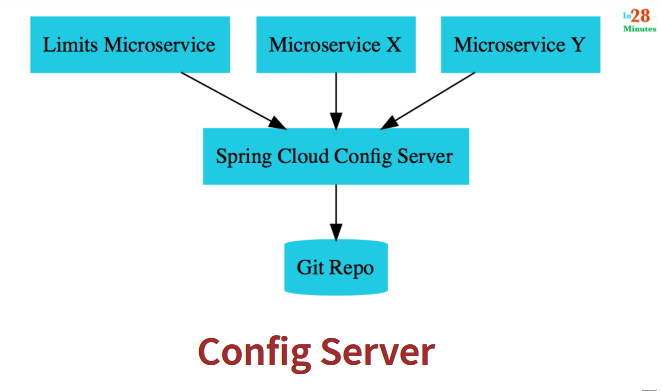 In28
Minutes
Limits Microservice
Microservice X
Microservice Y
Spring Cloud Config Server
Git Repo
Config Server